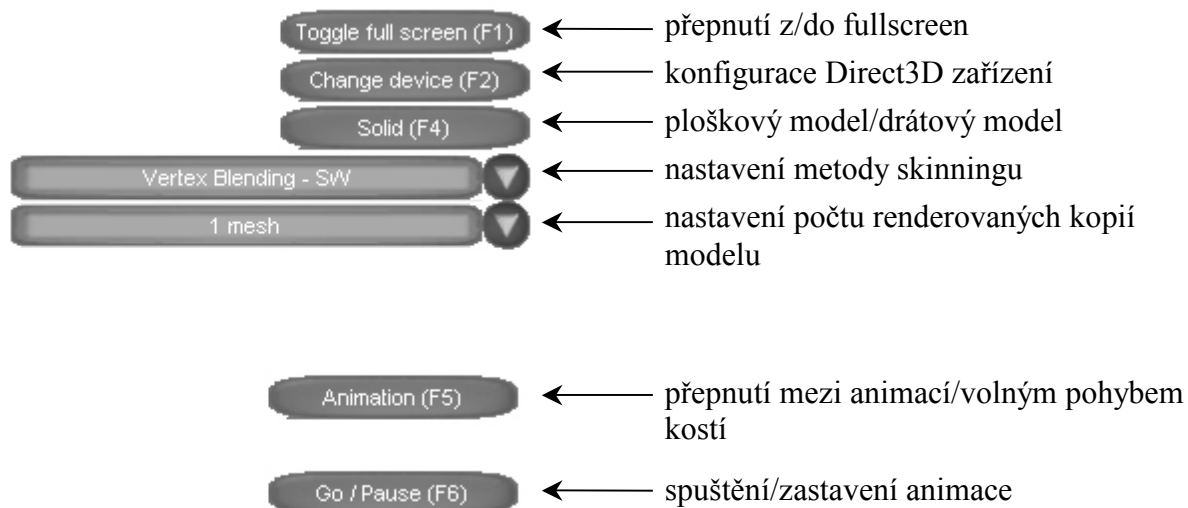 Toggle full screen (F1) přepnutí z/do fullscreen
Change device (F2) konfigurace Direct3D zařízení
Solid (F4) ploškový model/drátový model
Vertex Blending - SW nastavení metody skinningu
1 mesh nastavení počtu renderovaných kopií
modelu
Animation (F5) přepnutí mezi animací/volným pohybem
kostí
Go / Pause (F6) spuštění/zastavení animace